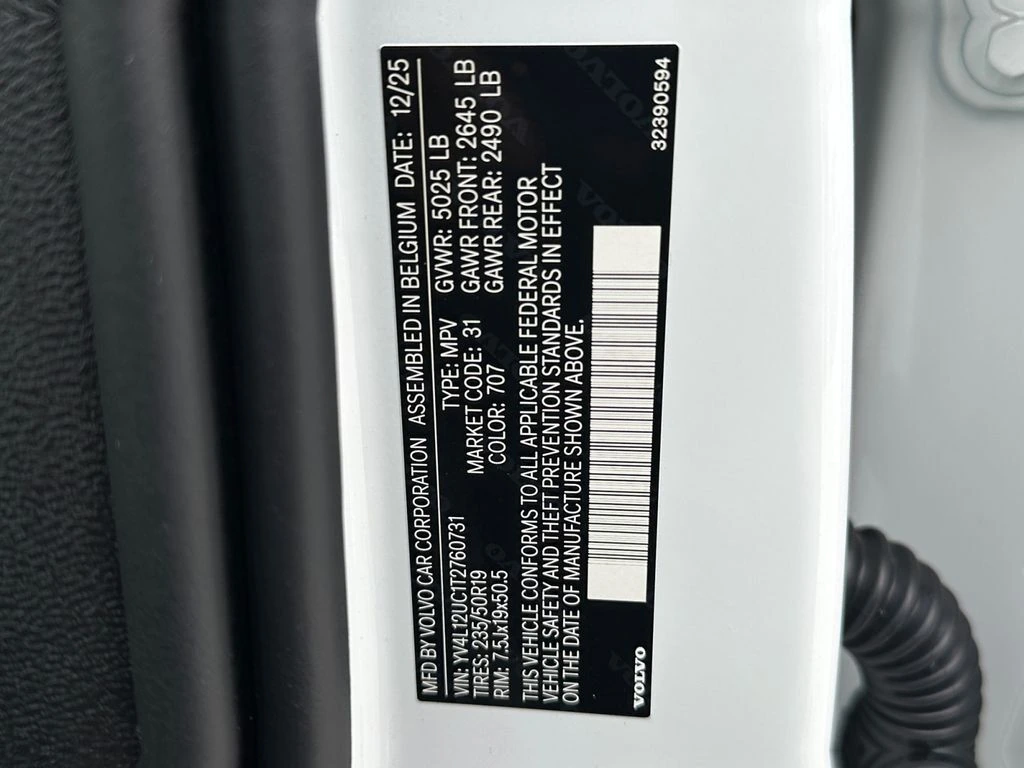 MFD BY VOLVO CAR CORPORATION ASSEMBLED IN BELGIUM DATE: 12/25
VIN: YV4L12UC1T2760731 TYPE: MPV GVWR: 5025 LB
TIRES: 235/50R19 MARKET CODE: 31 GAWR FRONT: 2645 LB
RIM: 7.5Jx19x50.5 COLOR: 707 GAWR REAR: 2490 LB
THIS VEHICLE CONFORMS TO ALL APPLICABLE FEDERAL MOTOR
VEHICLE SAFETY AND THEFT PREVENTION STANDARDS IN EFFECT
ON THE DATE OF MANUFACTURE SHOWN ABOVE.
VOLVO 32390594